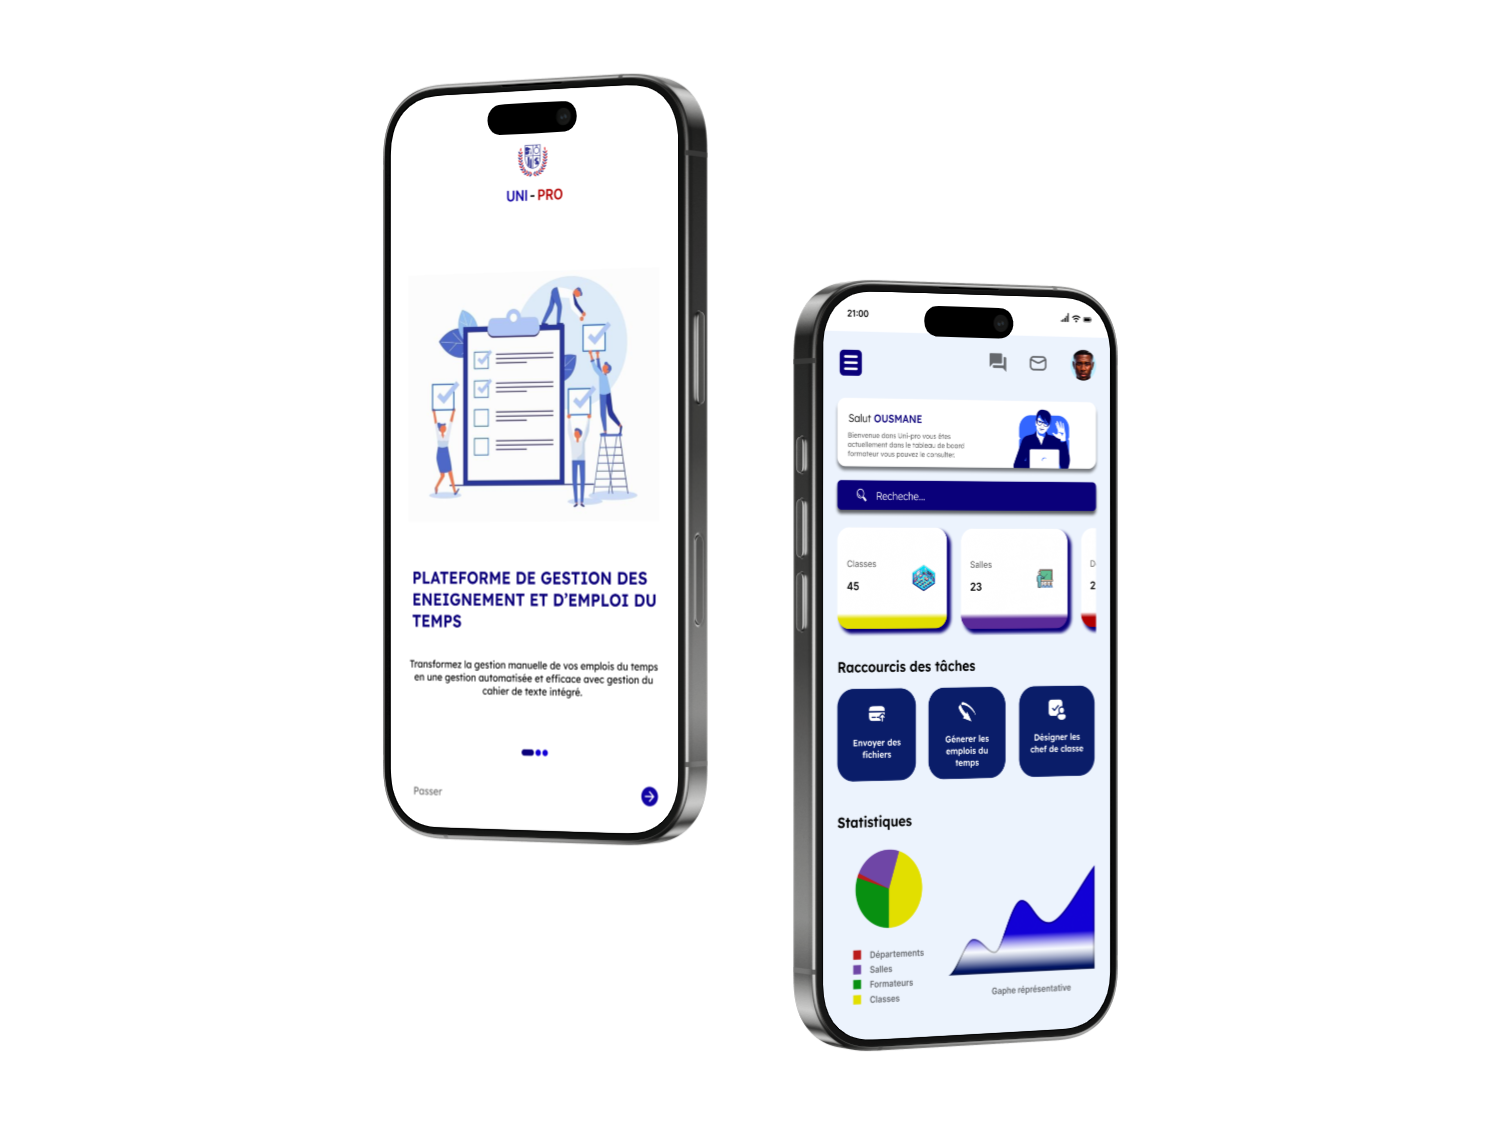 UNI - PRO
PLATEFORME DE GESTION DES
ENEIGNEMENT ET D'EMPLOI DU
TEMPS
Transformez la gestion manuelle de vos emplois du temps
en une gestion automatisée et efficace avec gestion du
cahier de texte intégré.
Passer
21:00
Salut OUSMANE
Bienvenue dans Uni-pro vous êtes
actuellement dans le tableau de board
formateur vous pouvez le consulter.
Recheche...
Classes
45
Salles
23
D
2
Raccourcis des tâches
Envoyer des
fichiers
Génerer les
emplois du
temps
Désigner les
chef de classe
Statistiques
Départements
Salles
Formateurs
Classes
Gaphe réprésentative